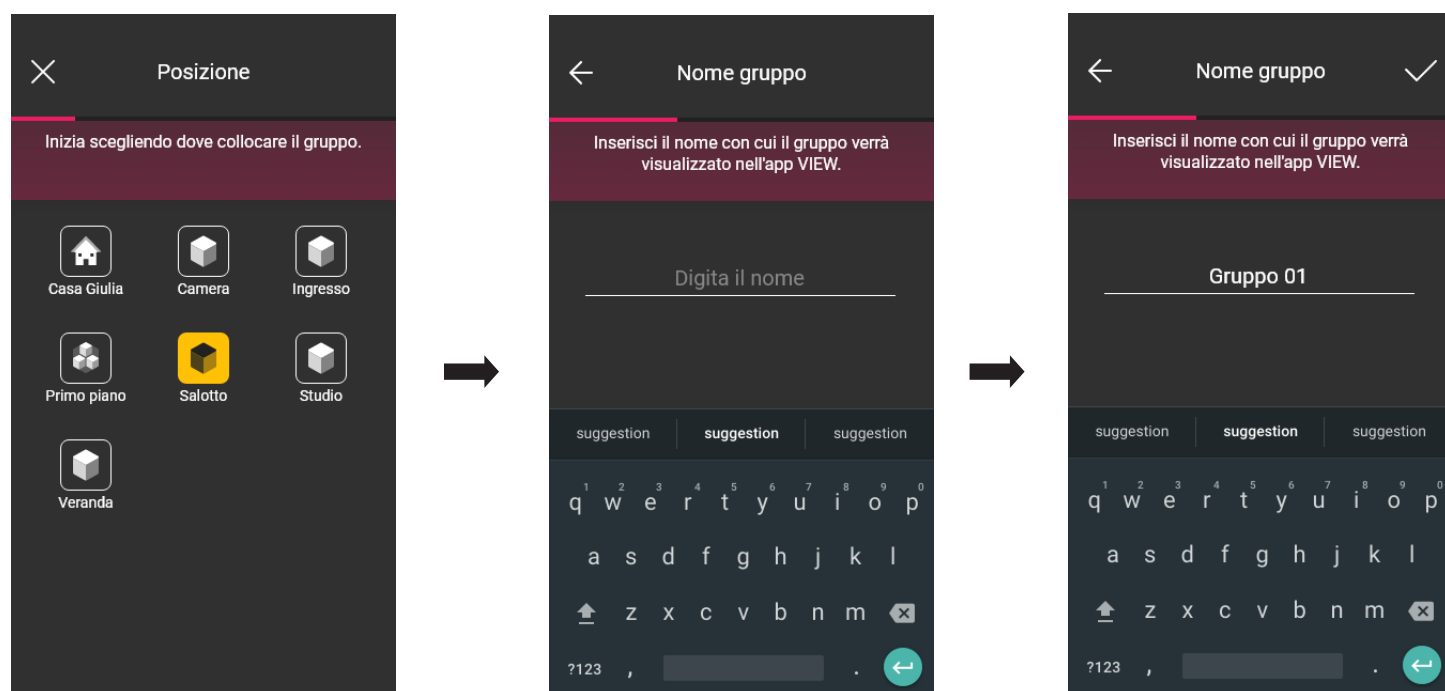 Posizione
Inizia scegliendo dove collocare il gruppo.
Casa Giulia
Camera
Ingresso
Primo piano
Salotto
Studio
Veranda
Nome gruppo
Inserisci il nome con cui il gruppo verrà
visualizzato nell'app VIEW.
Digita il nome
suggestion suggestion suggestion
1 2 3 4 5 6 7 8 9 0
q w e r t y u i o p
a s d f g h j k l
z x c v b n m
?123 , .
Nome gruppo
Inserisci il nome con cui il gruppo verrà
visualizzato nell'app VIEW.
Gruppo 01
suggestion suggestion suggestion
1 2 3 4 5 6 7 8 9 0
q w e r t y u i o p
a s d f g h j k l
z x c v b n m
?123 , .